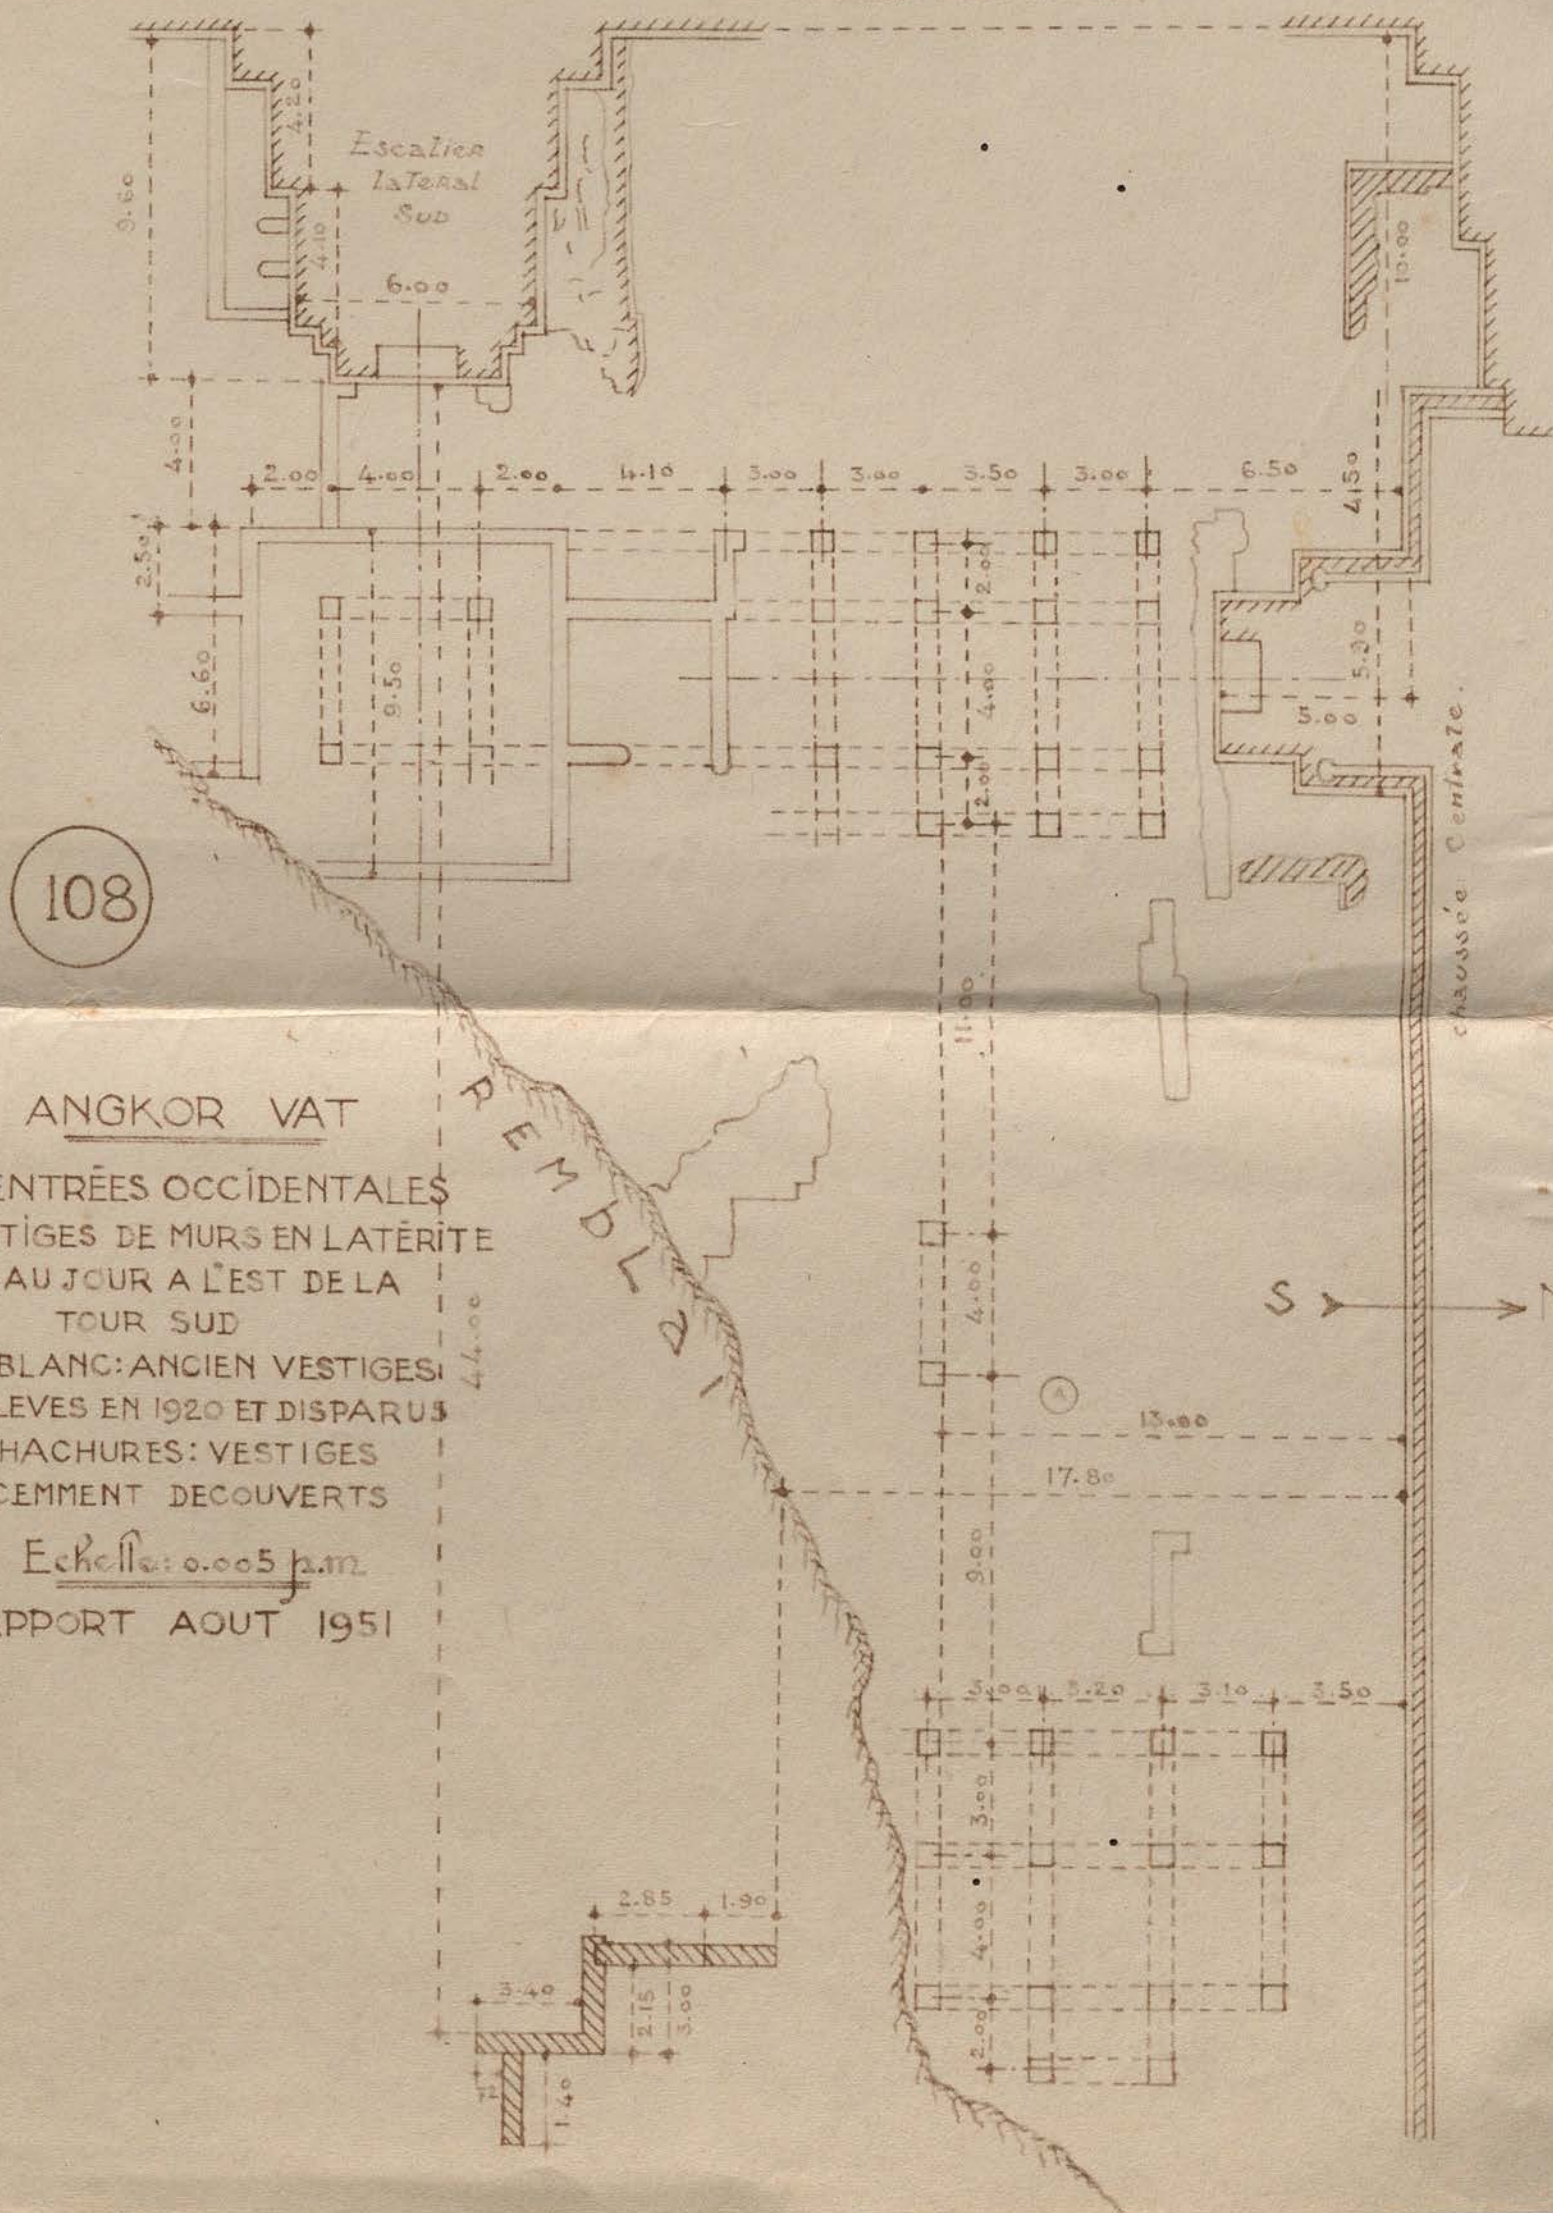 4.20
9.60
Escalier
lateral
Sud
4.10
6.00
10.00
4.00
2.00 4.00 2.00 4.10 3.00 3.00 3.50 3.00 6.50
4.50
2.50
2.00
6.60
9.50
4.00
5.90
5.00
2.00
chaussée Centrale.
108
11.00
REMBLAI
ANGKOR VAT
ENTRÉES OCCIDENTALES
TIGES DE MURS EN LATÉRITE
AU JOUR A L'EST DE LA
TOUR SUD
BLANC: ANCIEN VESTIGES
LEVES EN 1920 ET DISPARUS
HACHURES: VESTIGES
CEMMENT DECOUVERTS
Echelle: 0.005 p.m.
PPORT AOUT 1951
44.00
4.00
S
A
13.00
17.80
9.00
3.00 3.20 3.10 3.50
3.00
4.00
2.00
2.85 1.90
3.40
2.15
3.00
1.40